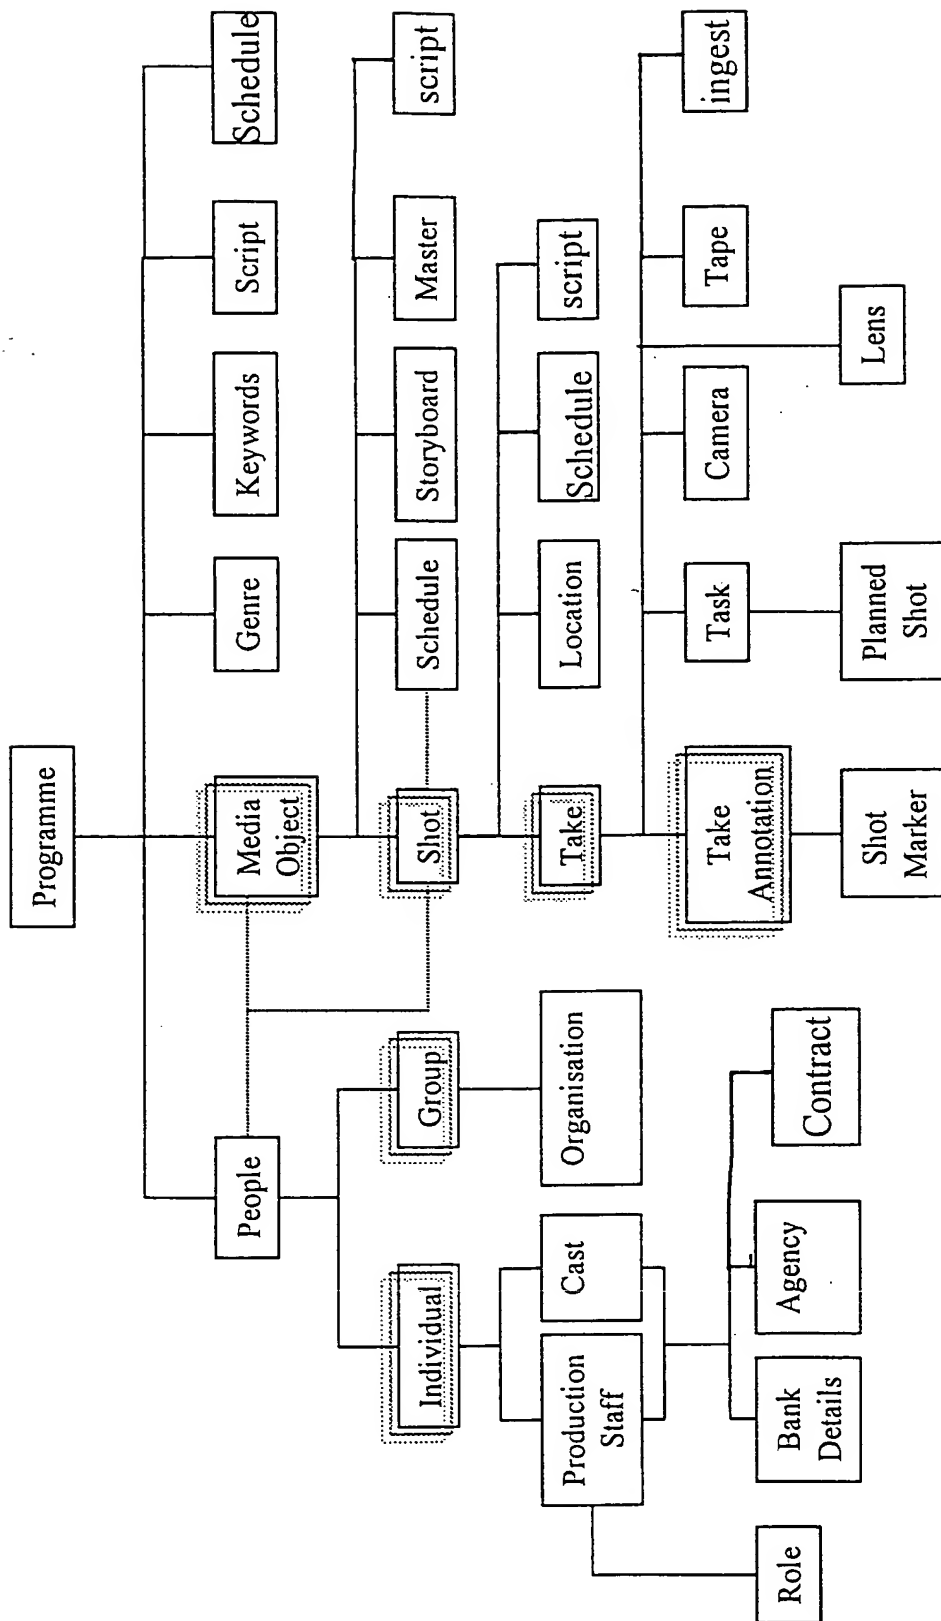 Programme
People
Media
Object
Genre
Keywords
Script
Schedule
Individual
Group
Shot
Schedule
Storyboard
Master
script
Production
Staff
Cast
Organisation
Take
Location
Schedule
script
Take
Annotation
Task
Camera
Tape
ingest
Role
Bank
Details
Agency
Contract
Shot
Marker
Planned
Shot
Lens